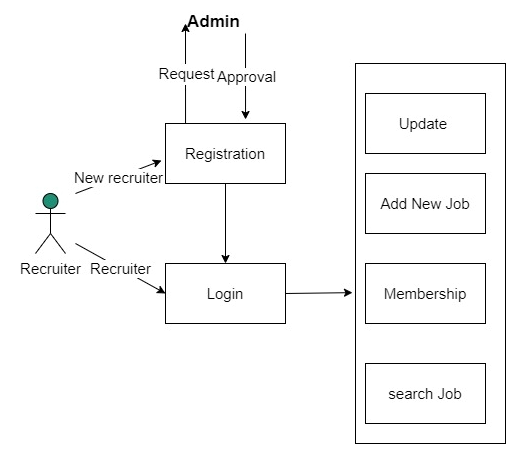 Admin
Request
Approval
Registration
New recruiter
Recruiter
Recruiter
Login
Update
Add New Job
Membership
search Job